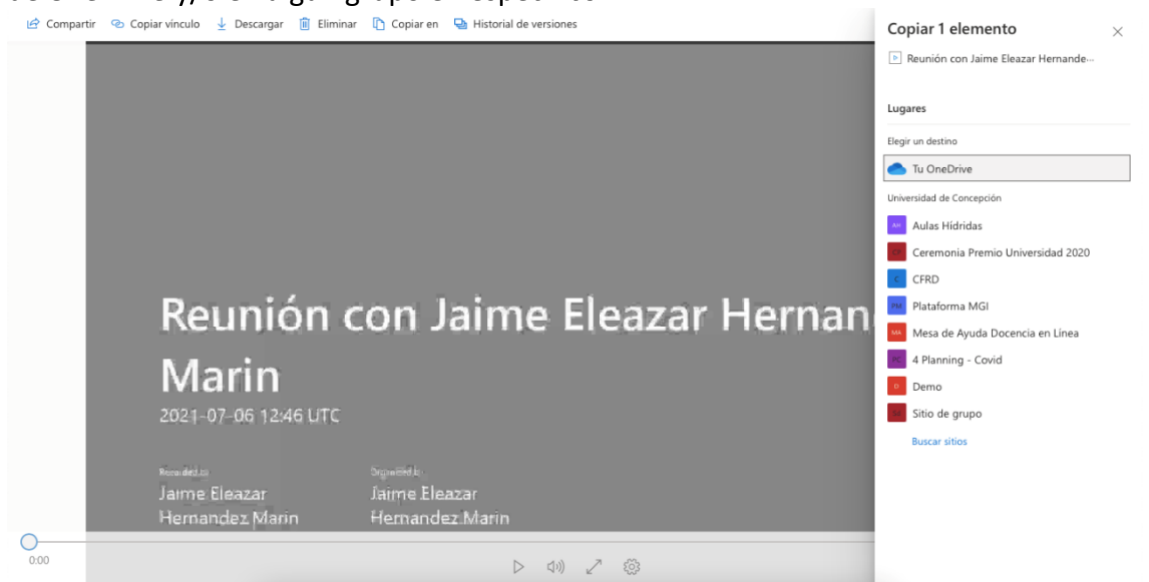 Compartir Copiar vinculo Descargar Eliminar Copiar en Historial de versiones
Reunión con Jaime Eleazar Hernan
Marin
2021-07-06 12:46 UTC
Jaime Eleazar
Hernandez Marin
Jaime Eleazar
Hernandez Marin
0:00
Copiar 1 elemento
Reunión con Jaime Eleazar Hernande...
Lugares
Elegir un destino
Tu OneDrive
Universidad de Concepción
Aulas Hídridas
Ceremonia Premio Universidad 2020
CFRD
Plataforma MGI
Mesa de Ayuda Docencia en Linea
4 Planning - Covid
Demo
Sitio de grupo
Buscar sitios